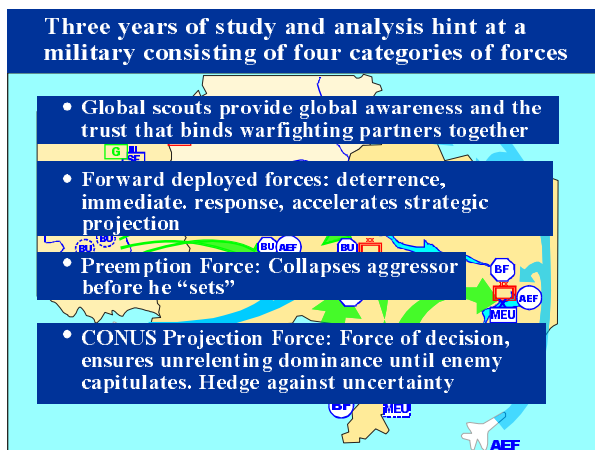 Three years of study and analysis hint at a
military consisting of four categories of forces
• Global scouts provide global awareness and the
trust that binds warfighting partners together
G
• Forward deployed forces: deterrence,
immediate. response, accelerates strategic
projection
BU
BU
BU
AEF
BU
• Preemption Force: Collapses aggressor
before he “sets”
BF
AEF
MEU
• CONUS Projection Force: Force of decision,
ensures unrelenting dominance until enemy
capitulates. Hedge against uncertainty
BF
MEU
AEF